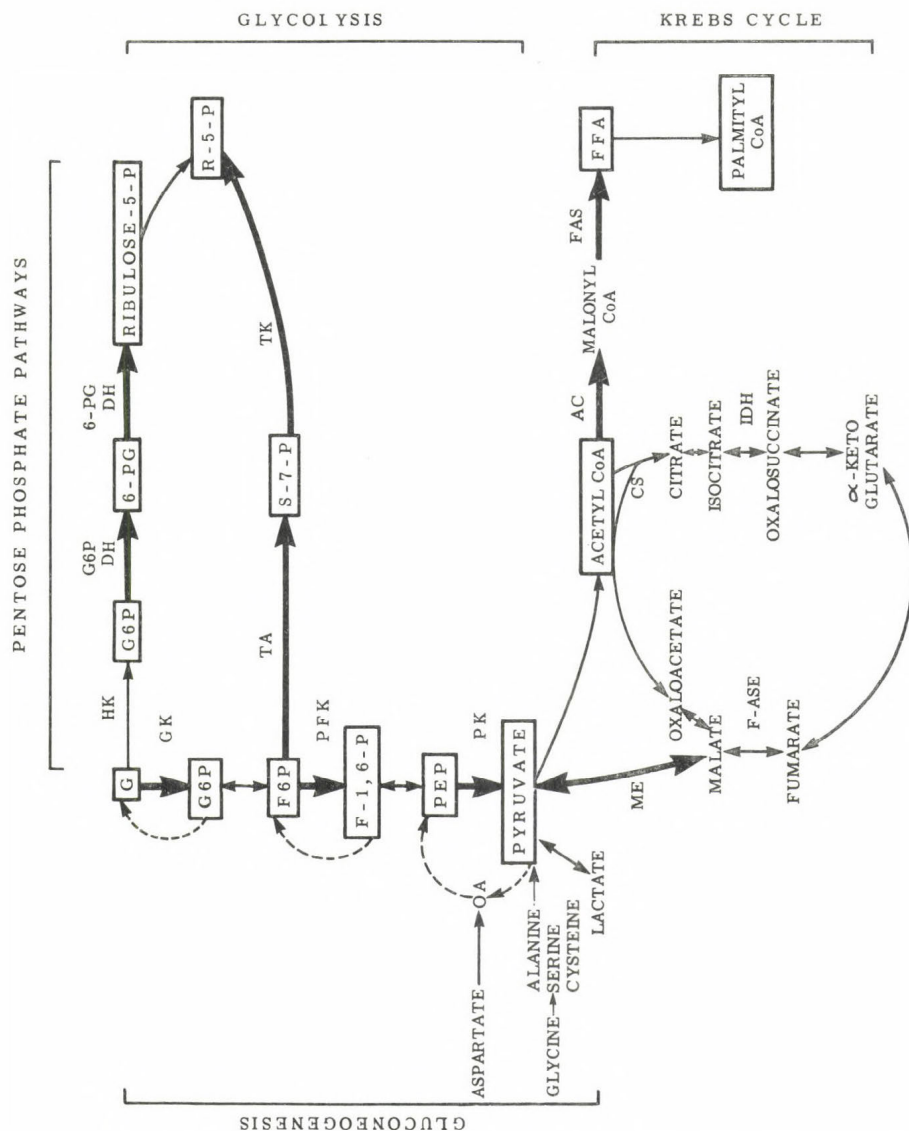 GLYCOLYSIS
KREBS CYCLE
PENTOSE PHOSPHATE PATHWAYS
GLUCONEOGENESIS
G
HK
G6P
G6P
DH
6-PG
6-PG
DH
RIBULOSE-5-P
R-5-P
GK
G6P
F6P
TA
S-7-P
TK
PFK
F-1,6-P
PEP
PK
PYRUVATE
OA
ASPARTATE
ALANINE
GLYCINE
SERINE
CYSTEINE
LACTATE
ME
ACETYL CoA
AC
MALONYL
CoA
FAS
FFA
PALMITYL
CoA
CS
CITRATE
ISOCITRATE
IDH
OXALOSUCCINATE
α-KETO
GLUTARATE
OXALOACETATE
MALATE
F-ASE
FUMARATE